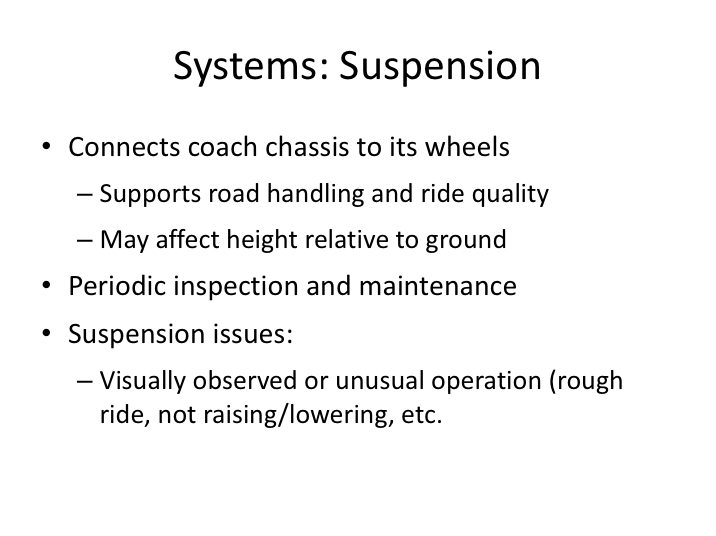 Systems: Suspension
• Connects coach chassis to its wheels
– Supports road handling and ride quality
– May affect height relative to ground
• Periodic inspection and maintenance
• Suspension issues:
– Visually observed or unusual operation (rough
ride, not raising/lowering, etc.